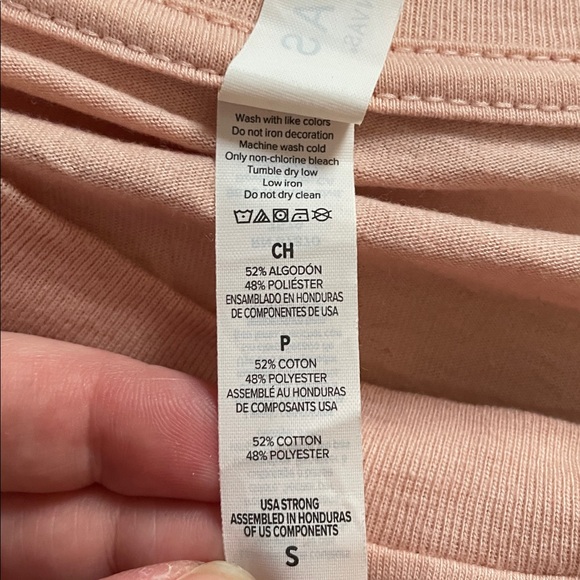 Wash with like colors
Do not iron decoration
Machine wash cold
Only non-chlorine bleach
Tumble dry low
Low iron
Do not dry clean
CH
52% ALGODÓN
48% POLIÉSTER
ENSAMBLADO EN HONDURAS
DE COMPONENTES DE USA
P
52% COTON
48% POLYESTER
ASSEMBLÉ AU HONDURAS
DE COMPOSANTS USA
52% COTTON
48% POLYESTER
USA STRONG
ASSEMBLED IN HONDURAS
OF US COMPONENTS
S